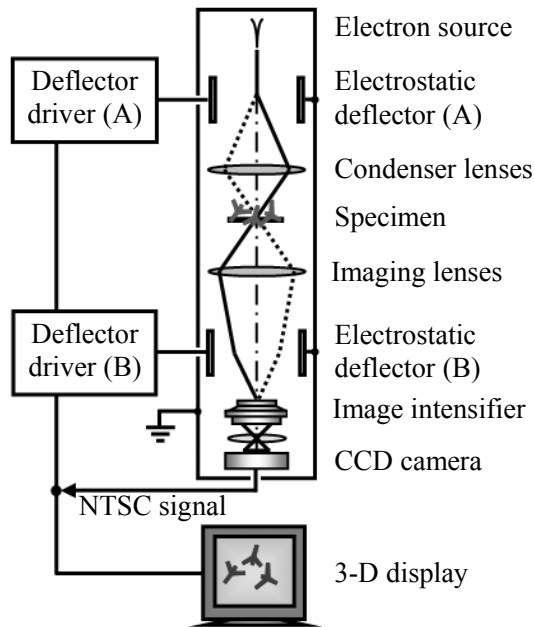 Electron source
Deflector
driver (A)
Electrostatic
deflector (A)
Condenser lenses
Specimen
Imaging lenses
Deflector
driver (B)
Electrostatic
deflector (B)
Image intensifier
CCD camera
NTSC signal
3-D display